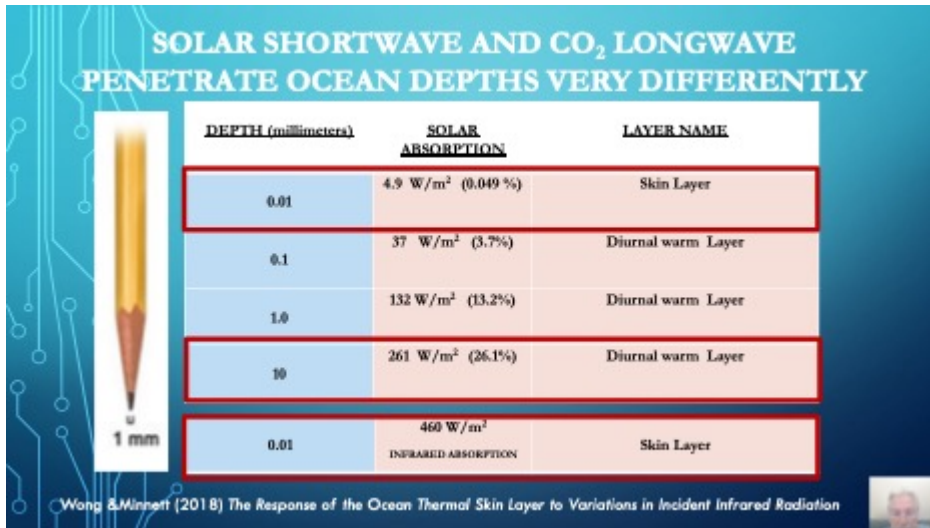 SOLAR SHORTWAVE AND CO₂ LONGWAVE
PENETRATE OCEAN DEPTHS VERY DIFFERENTLY
DEPTH (millimeters) SOLAR ABSORPTION LAYER NAME
0.01 4.9 W/m² (0.049 %) Skin Layer
0.1 37 W/m² (3.7%) Diurnal warm Layer
1.0 132 W/m² (13.2%) Diurnal warm Layer
10 261 W/m² (26.1%) Diurnal warm Layer
0.01 460 W/m² INFRARED ABSORPTION Skin Layer
1 mm
Wong &Minnett (2018) The Response of the Ocean Thermal Skin Layer to Variations in Incident Infrared Radiation